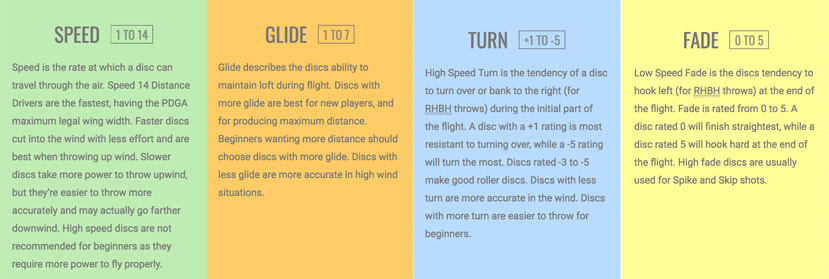 SPEED 1 TO 14
Speed is the rate at which a disc can
travel through the air. Speed 14 Distance
Drivers are the fastest, having the PDGA
maximum legal wing width. Faster discs
cut into the wind with less effort and are
best when throwing up wind. Slower
discs take more power to throw upwind,
but they're easier to throw more
accurately and may actually go farther
downwind. High speed discs are not
recommended for beginners as they
require more power to fly properly.
GLIDE 1 TO 7
Glide describes the discs ability to
maintain loft during flight. Discs with
more glide are best for new players, and
for producing maximum distance.
Beginners wanting more distance should
choose discs with more glide. Discs with
less glide are more accurate in high wind
situations.
TURN +1 TO -5
High Speed Turn is the tendency of a disc
to turn over or bank to the right (for
RHBH throws) during the initial part of
the flight. A disc with a +1 rating is most
resistant to turning over, while a -5 rating
will turn the most. Discs rated -3 to -5
make good roller discs. Discs with less
turn are more accurate in the wind. Discs
with more turn are easier to throw for
beginners.
FADE 0 TO 5
Low Speed Fade is the discs tendency to
hook left (for RHBH throws) at the end of
the flight. Fade is rated from 0 to 5. A
disc rated 0 will finish straightest, while a
disc rated 5 will hook hard at the end of
the flight. High fade discs are usually
used for Spike and Skip shots.